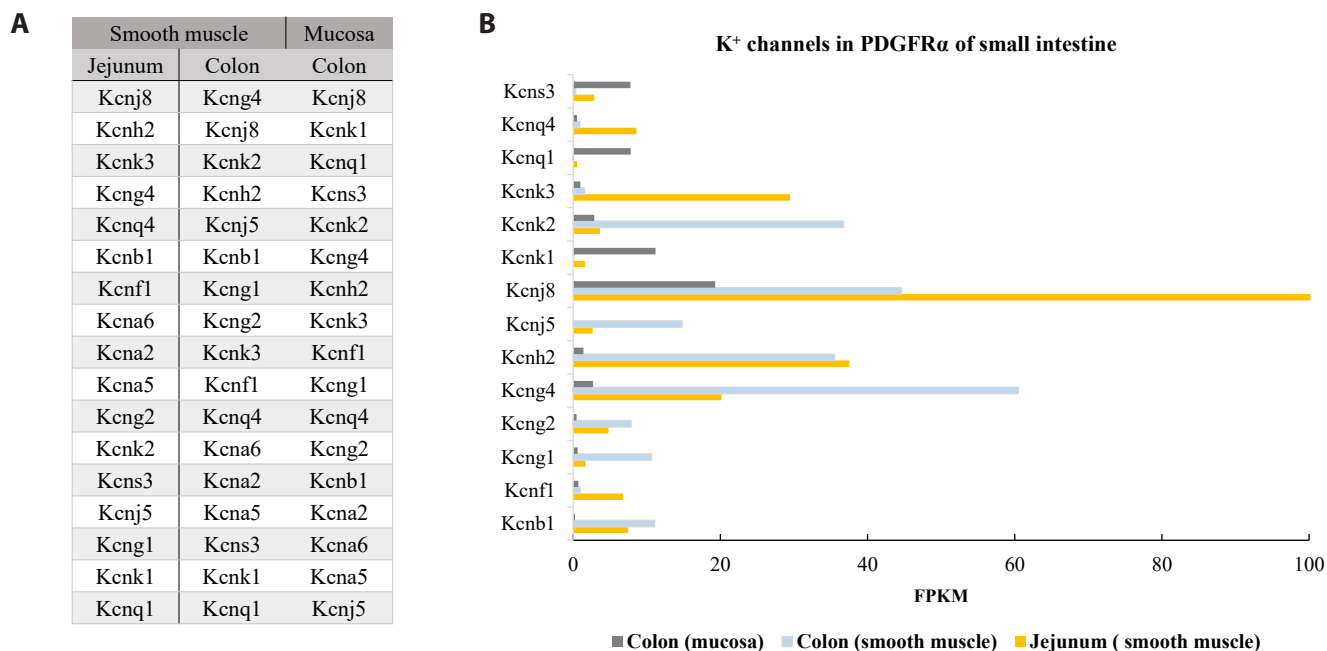 A
Smooth muscle Mucosa
Jejunum Colon Colon
Kcnj8 Kcng4 Kcnj8
Kcnh2 Kcnj8 Kcnk1
Kcnk3 Kcnk2 Kcnq1
Kcng4 Kcnh2 Kcns3
Kcnq4 Kcnj5 Kcnk2
Kcnb1 Kcnb1 Kcng4
Kcnf1 Kcng1 Kcnh2
Kcna6 Kcng2 Kcnk3
Kcna2 Kcnk3 Kcnf1
Kcna5 Kcnf1 Kcng1
Kcng2 Kcnq4 Kcnq4
Kcnk2 Kcna6 Kcng2
Kcns3 Kcna2 Kcnb1
Kcnj5 Kcna5 Kcna2
Kcng1 Kcns3 Kcna6
Kcnk1 Kcnk1 Kcna5
Kcnq1 Kcnq1 Kcnj5
B
K⁺ channels in PDGFRα of small intestine
Kcns3
Kcnq4
Kcnq1
Kcnk3
Kcnk2
Kcnk1
Kcnj8
Kcnj5
Kcnh2
Kcng4
Kcng2
Kcng1
Kcnf1
Kcnb1
0 20 40 60 80 100
FPKM
Colon (mucosa) Colon (smooth muscle) Jejunum ( smooth muscle)